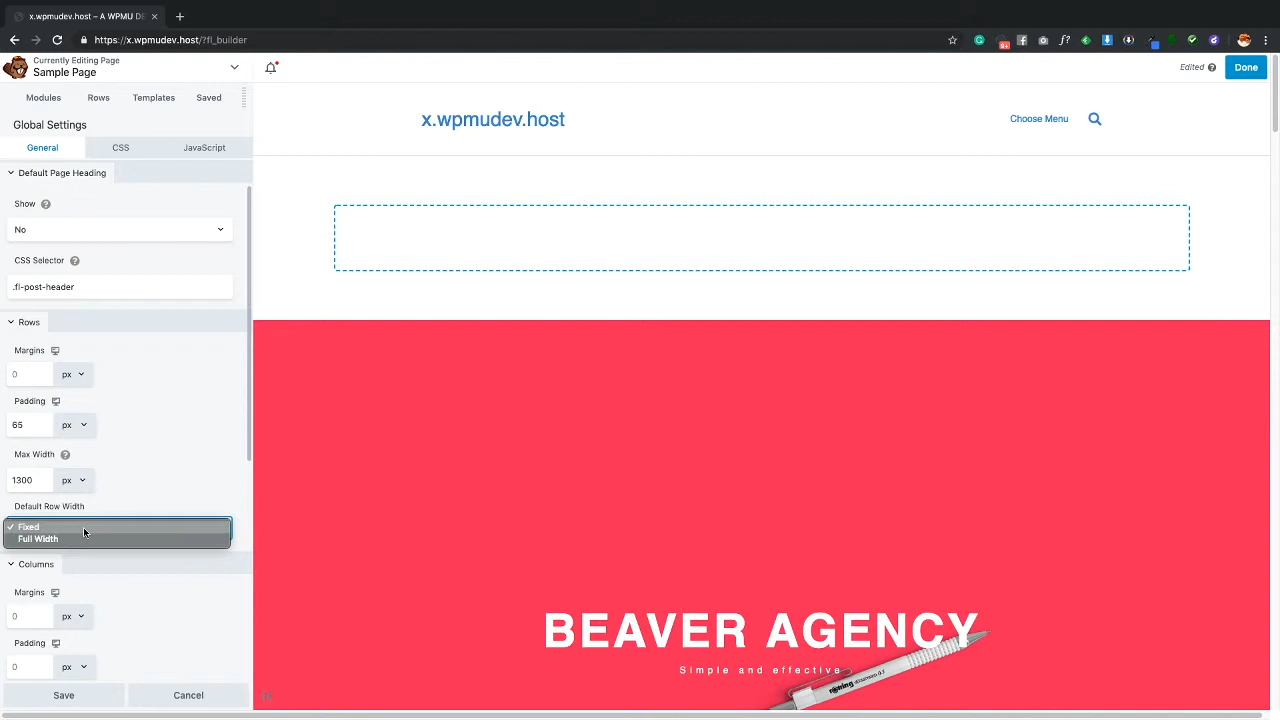 x.wpmudev.host – A WPMU DE
https://x.wpmudev.host/?fl_builder
Currently Editing Page
Sample Page
Edited
Done
Modules
Rows
Templates
Saved
Global Settings
General
CSS
JavaScript
x.wpmudev.host
Choose Menu
Default Page Heading
Show
No
CSS Selector
.fl-post-header
Rows
Margins
0
px
Padding
65
px
Max Width
1300
px
Default Row Width
Fixed
Full Width
Columns
Margins
0
px
Padding
0
px
Save
Cancel
BEAVER AGENCY
Simple and effective
rotring